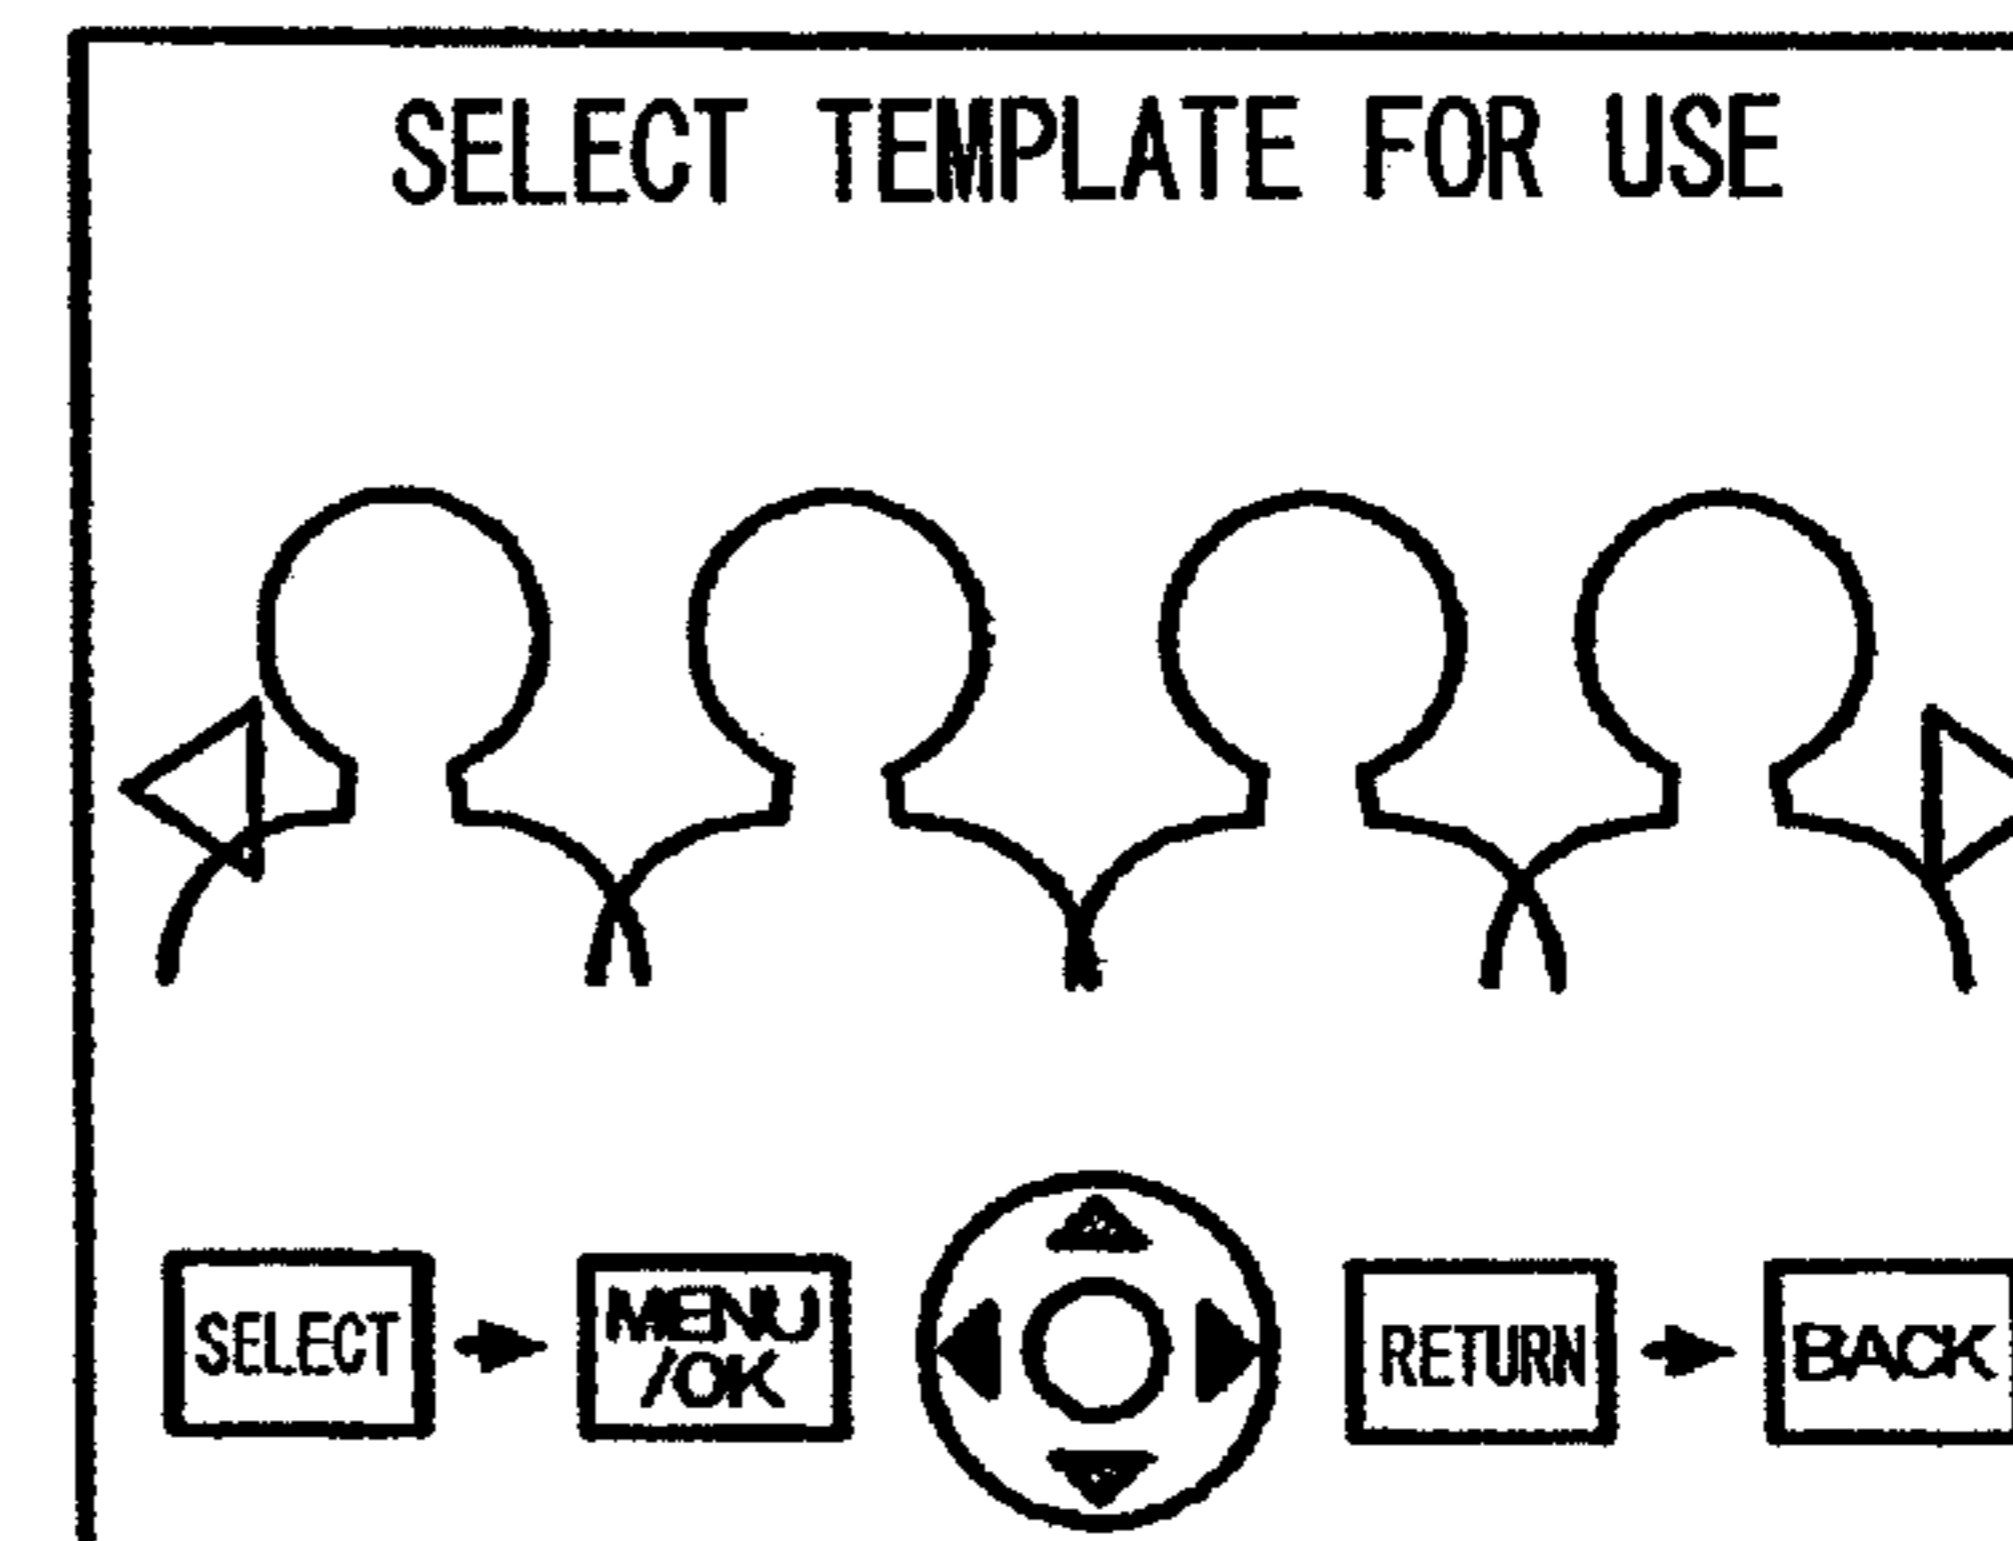 SELECT TEMPLATE FOR USE
SELECT
MENU
/OK
RETURN
BACK